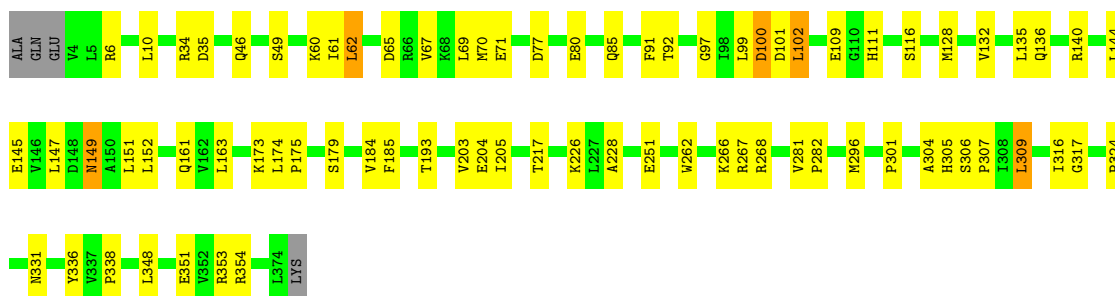 ALA GLN GLU V4 L5 R6 L10 R34 D35 Q46 S49 K60 I61 L62 D65 R66 V67 K68 L69 M70 E71 D77 E80 Q85 F91 T92 G97 I98 L99 D100 D101 L102 E109 G110 H111 S116 M128 V132 L135 Q136 R140 L144
E145 V146 L147 D148 N149 A150 L151 L152 Q161 V162 L163 K173 L174 P175 S179 V184 F185 T193 V203 E204 I205 T217 K226 L227 A228 E251 W262 K266 R267 R268 V281 P282 M296 P301 A304 H305 S306 P307 I308 L309 I316 G317
N331 Y336 V337 P338 L348 E351 V352 R353 R354 L374 LYS